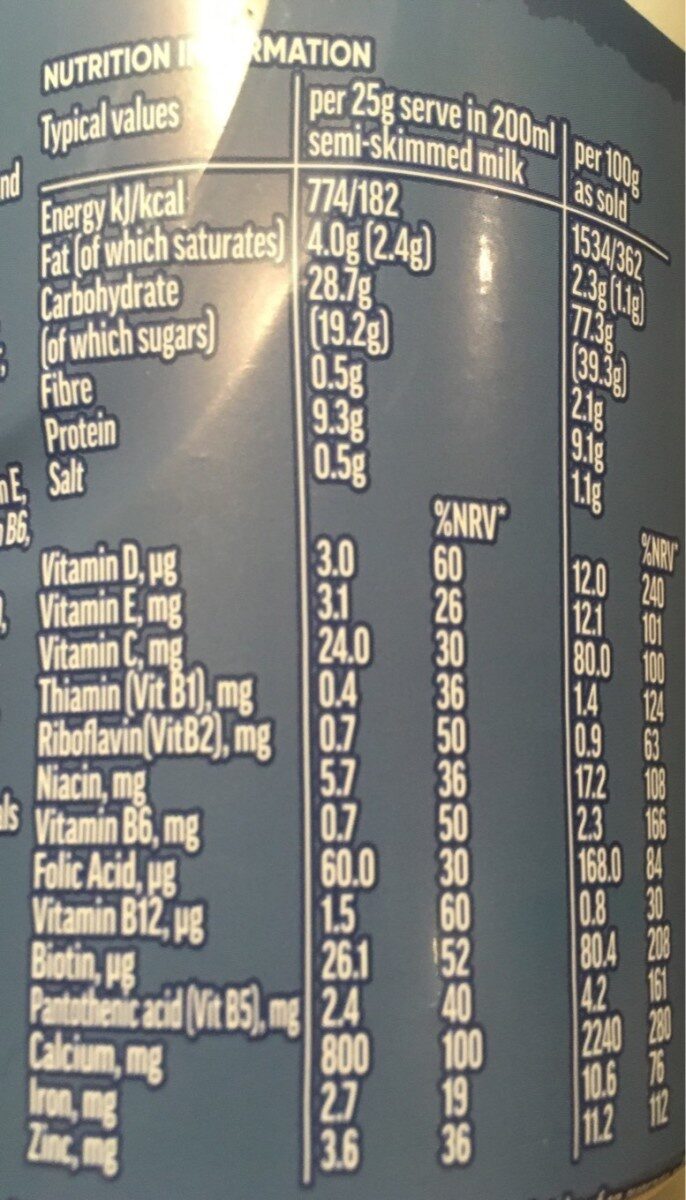 NUTRITION
Typical values per 25g serve in 200ml semi-skimmed milk per 100g as sold
Energy kJ/kcal 774/182 1534/362
Fat (of which saturates) 4.0g (2.4g) 2.3g (1.1g)
Carbohydrate 28.7g 77.3g
(of which sugars) (19.2g) (39.3g)
Fibre 0.5g 2.1g
Protein 9.3g 9.1g
Salt 0.5g 1.1g
%NRV* %NRV*
Vitamin D, µg 3.0 60 12.0 240
Vitamin E, mg 3.1 26 12.1 101
Vitamin C, mg 24.0 30 80.0 100
Thiamin (Vit B1), mg 0.4 36 1.4 124
Riboflavin(VitB2), mg 0.7 50 0.9 63
Niacin, mg 5.7 36 17.2 108
Vitamin B6, mg 0.7 50 2.3 166
Folic Acid, µg 60.0 30 168.0 84
Vitamin B12, µg 1.5 60 0.8 30
Biotin, µg 26.1 52 80.4 208
Pantothenic acid (Vit B5), mg 2.4 40 4.2 161
Calcium, mg 800 100 2240 280
Iron, mg 2.7 19 10.6 76
Zinc, mg 3.6 36 11.2 112